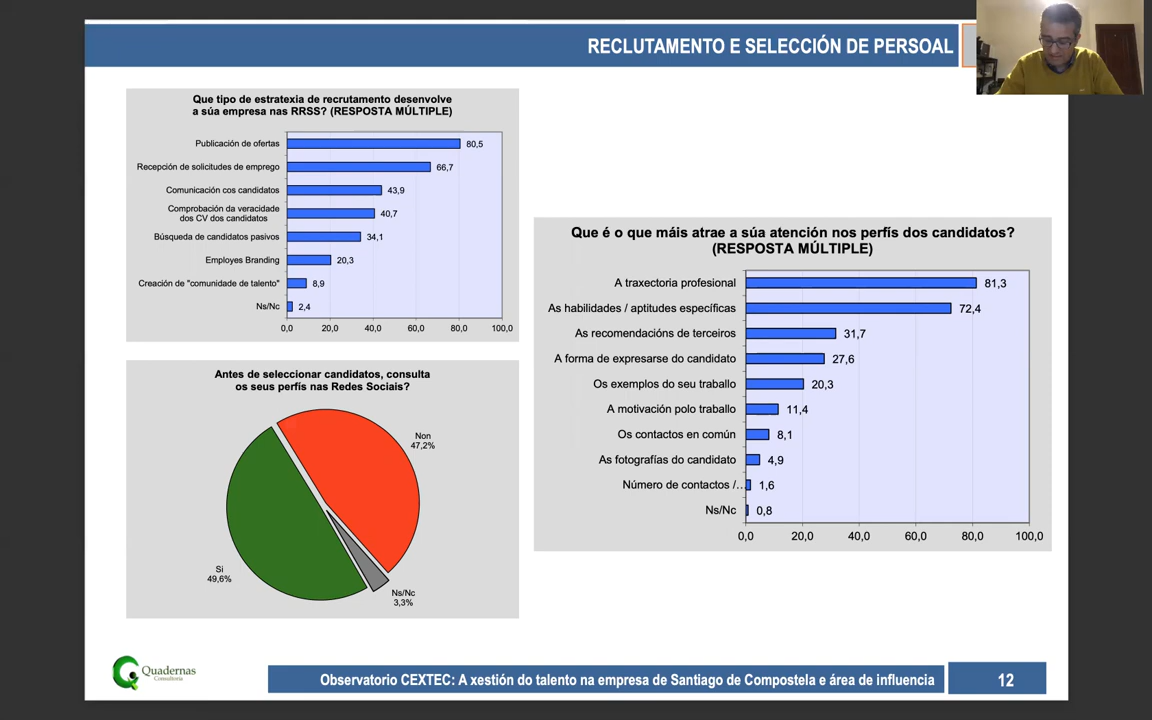 RECLUTAMENTO E SELECCIÓN DE PERSOAL
Que tipo de estratexia de recrutamento desenvolve
a súa empresa nas RRSS? (RESPOSTA MÚLTIPLE)
Publicación de ofertas 80,5
Recepción de solicitudes de emprego 66,7
Comunicación cos candidatos 43,9
Comprobación da veracidade
dos CV dos candidatos 40,7
Búsqueda de candidatos pasivos 34,1
Employes Branding 20,3
Creación de "comunidade de talento" 8,9
Ns/Nc 2,4
0,0 20,0 40,0 60,0 80,0 100,0
Antes de seleccionar candidatos, consulta
os seus perfís nas Redes Sociais?
Non
47,2%
Si
49,6%
Ns/Nc
3,3%
Que é o que máis atrae a súa atención nos perfís dos candidatos?
(RESPOSTA MÚLTIPLE)
A traxectoria profesional 81,3
As habilidades / aptitudes específicas 72,4
As recomendacións de terceiros 31,7
A forma de expresarse do candidato 27,6
Os exemplos do seu traballo 20,3
A motivación polo traballo 11,4
Os contactos en común 8,1
As fotografías do candidato 4,9
Número de contactos /… 1,6
Ns/Nc 0,8
0,0 20,0 40,0 60,0 80,0 100,0
Quadernas
Consultoría
Observatorio CEXTEC: A xestión do talento na empresa de Santiago de Compostela e área de influencia
12